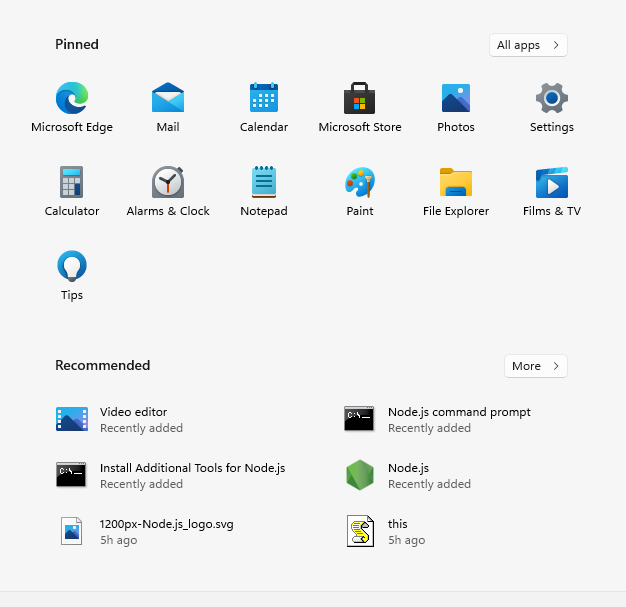 Pinned
All apps
Microsoft Edge
Mail
Calendar
Microsoft Store
Photos
Settings
Calculator
Alarms & Clock
Notepad
Paint
File Explorer
Films & TV
Tips
Recommended
More
Video editor
Recently added
Node.js command prompt
Recently added
Install Additional Tools for Node.js
Recently added
Node.js
Recently added
1200px-Node.js_logo.svg
5h ago
this
5h ago